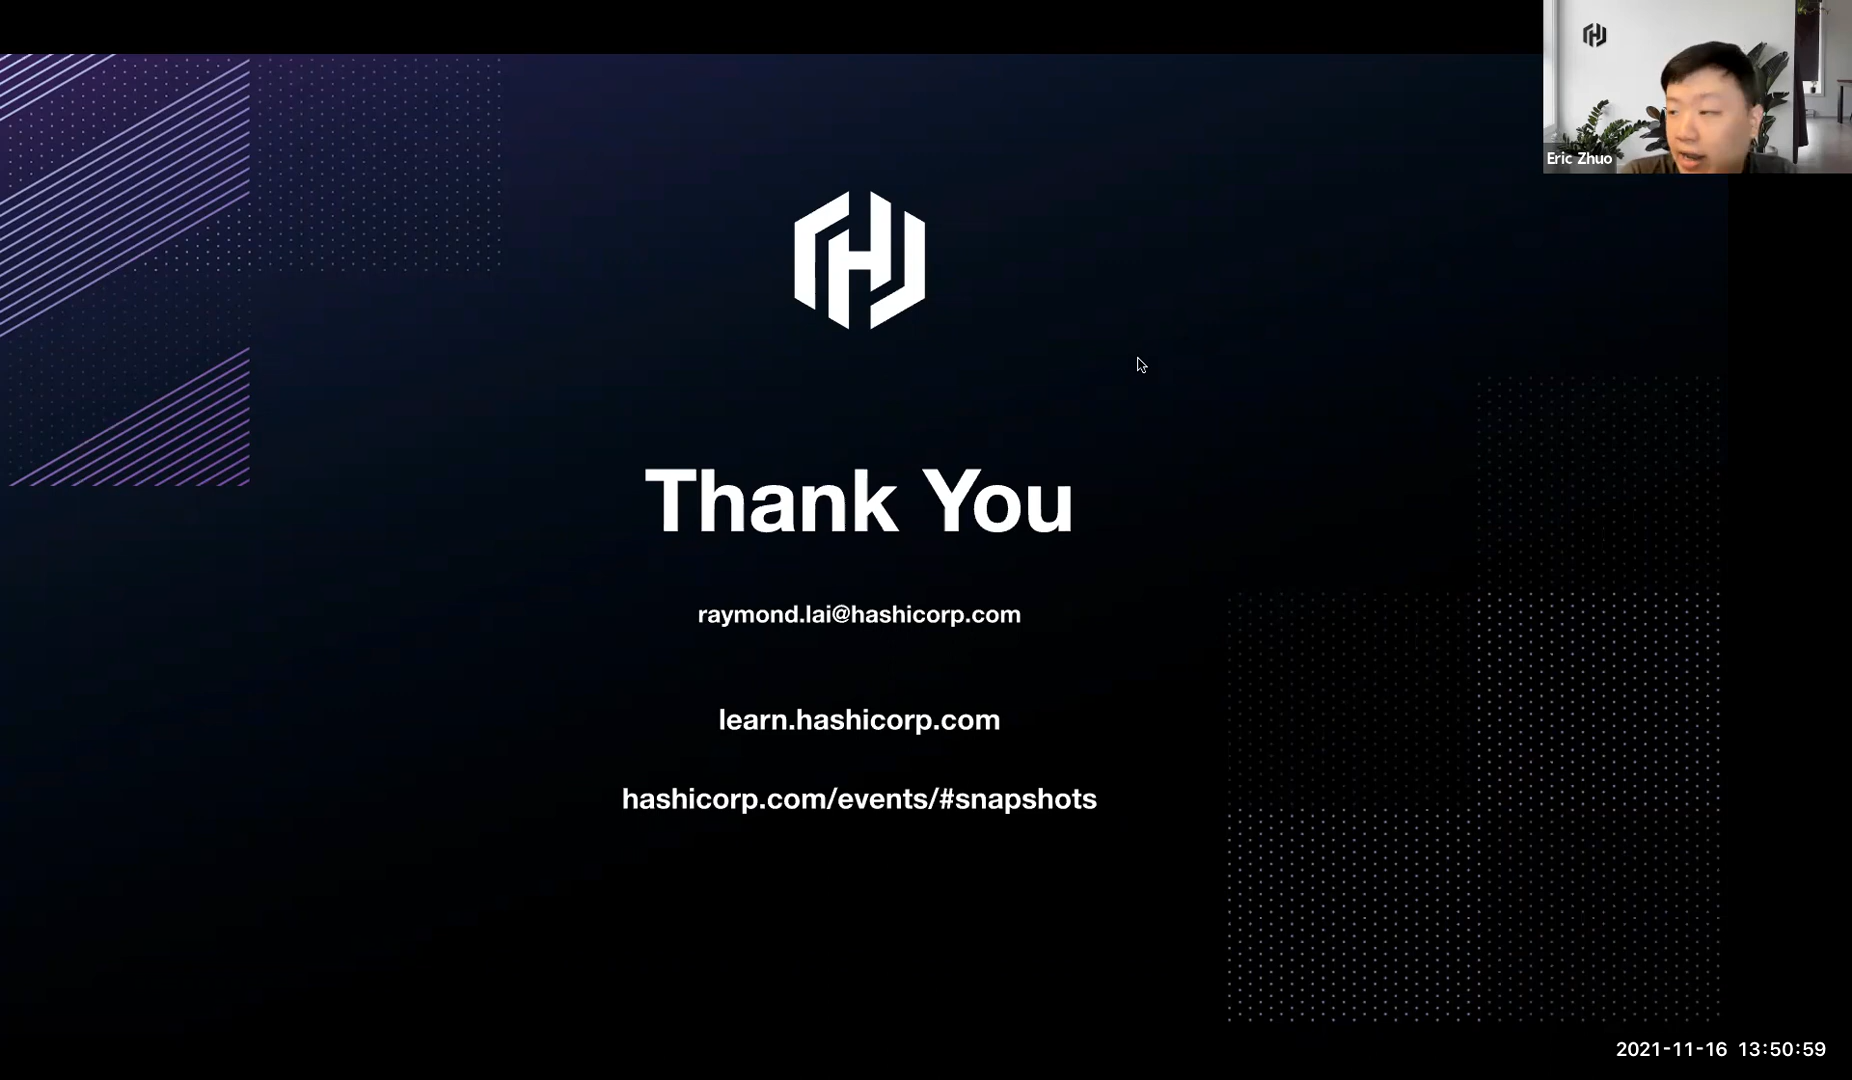 Eric Zhuo
Thank You
raymond.lai@hashicorp.com
learn.hashicorp.com
hashicorp.com/events/#snapshots
2021-11-16 13:50:59